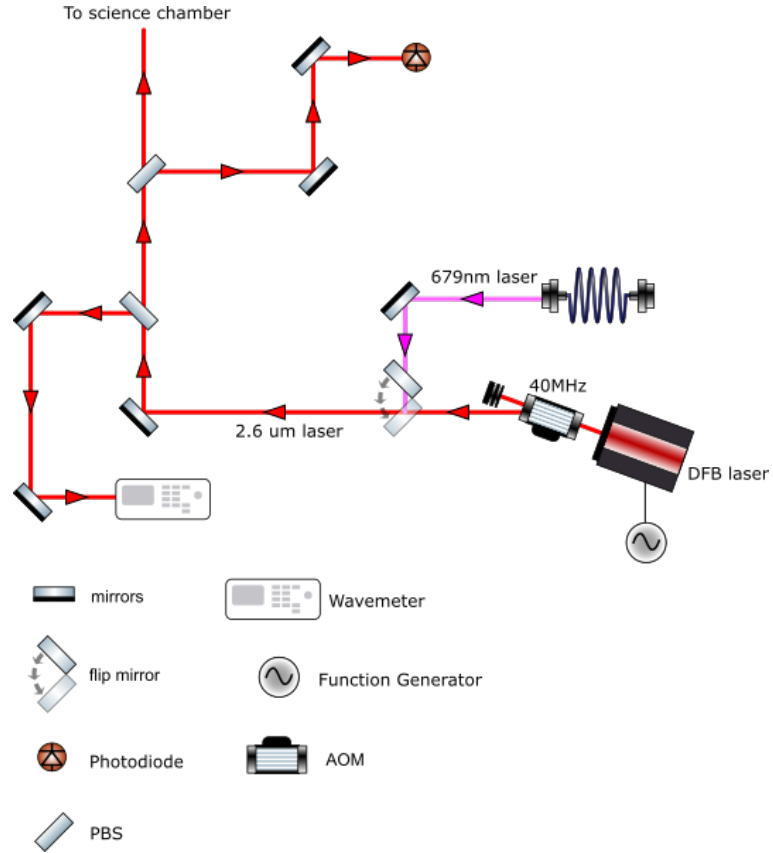 To science chamber
679nm laser
40MHz
2.6 um laser
DFB laser
mirrors
Wavemeter
flip mirror
Function Generator
Photodiode
AOM
PBS